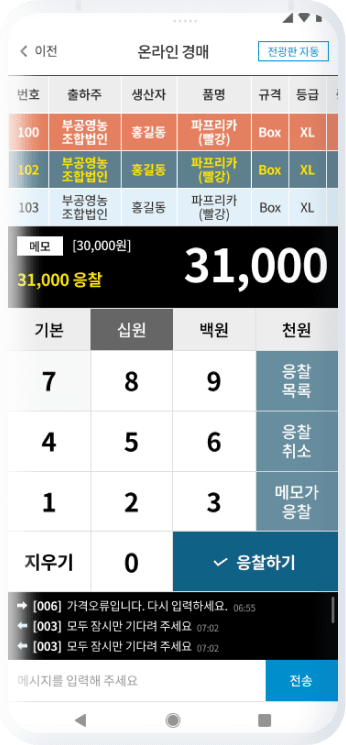 이전 온라인 경매 전광판 자동
번호 출하주 생산자 품명 규격 등급
100 부공영농조합법인 홍길동 파프리카(빨강) Box XL
102 부공영농조합법인 홍길동 파프리카(빨강) Box XL
103 부공영농조합법인 홍길동 파프리카(빨강) Box XL
메모 [30,000원]
31,000 응찰
31,000
기본 십원 백원 천원
7 8 9 응찰목록
4 5 6 응찰취소
1 2 3 메모가응찰
지우기 0 응찰하기
[006] 가격오류입니다. 다시 입력하세요. 06:55
[003] 모두 잠시만 기다려 주세요 07:02
[003] 모두 잠시만 기다려 주세요 07:02
메시지를 입력해 주세요 전송